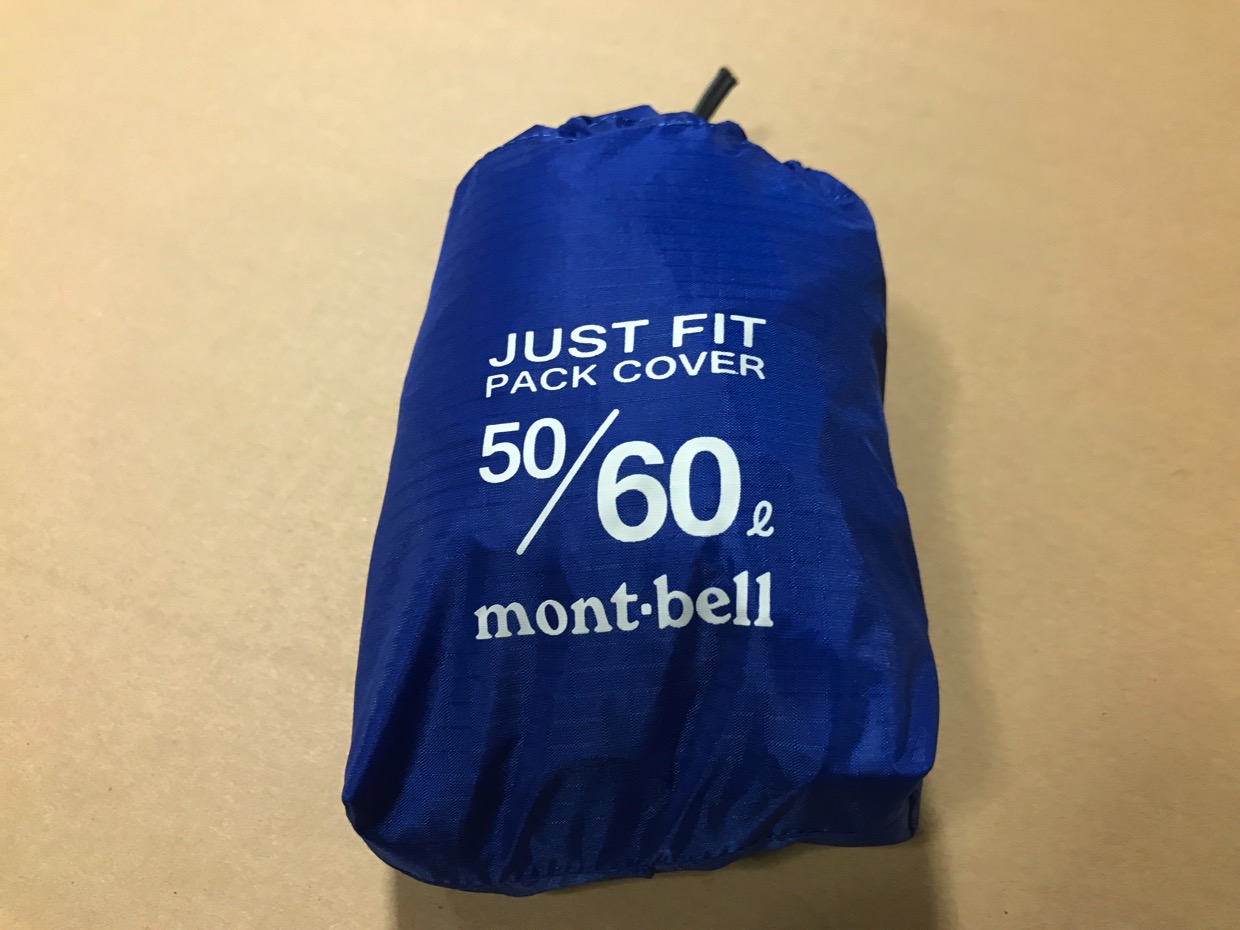 JUST FIT
PACK COVER
50/60ℓ
mont·bell